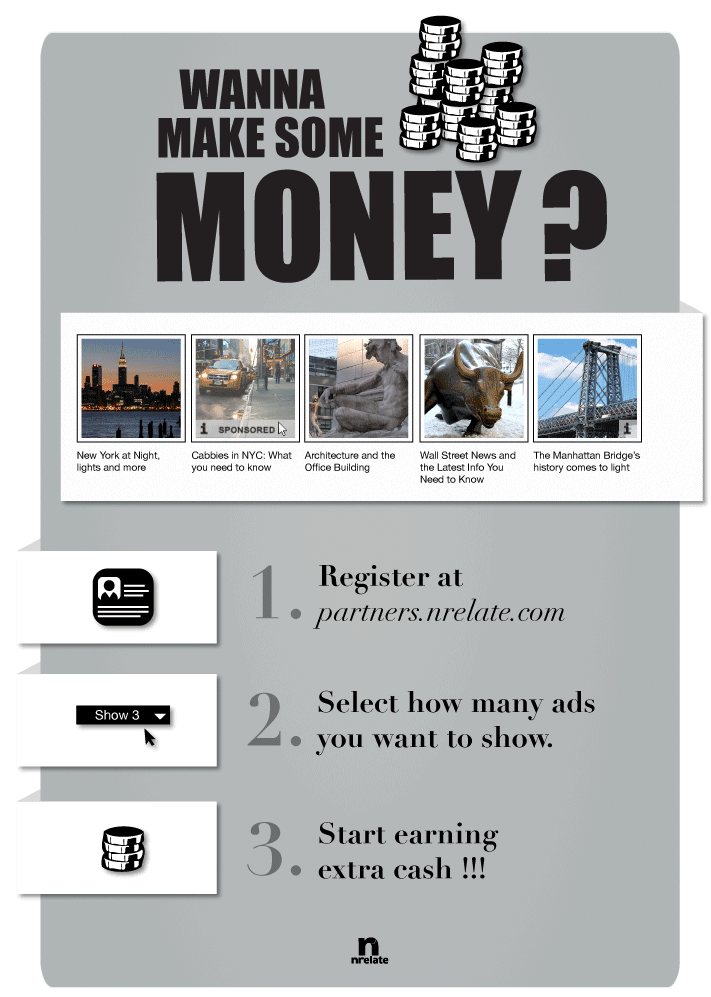 WANNA
MAKE SOME
MONEY ?
i SPONSORED
i
New York at Night,
lights and more
Cabbies in NYC: What
you need to know
Architecture and the
Office Building
Wall Street News and
the Latest Info You
Need to Know
The Manhattan Bridge's
history comes to light
1. Register at
partners.nrelate.com
Show 3
2. Select how many ads
you want to show.
3. Start earning
extra cash !!!
n
nrelate